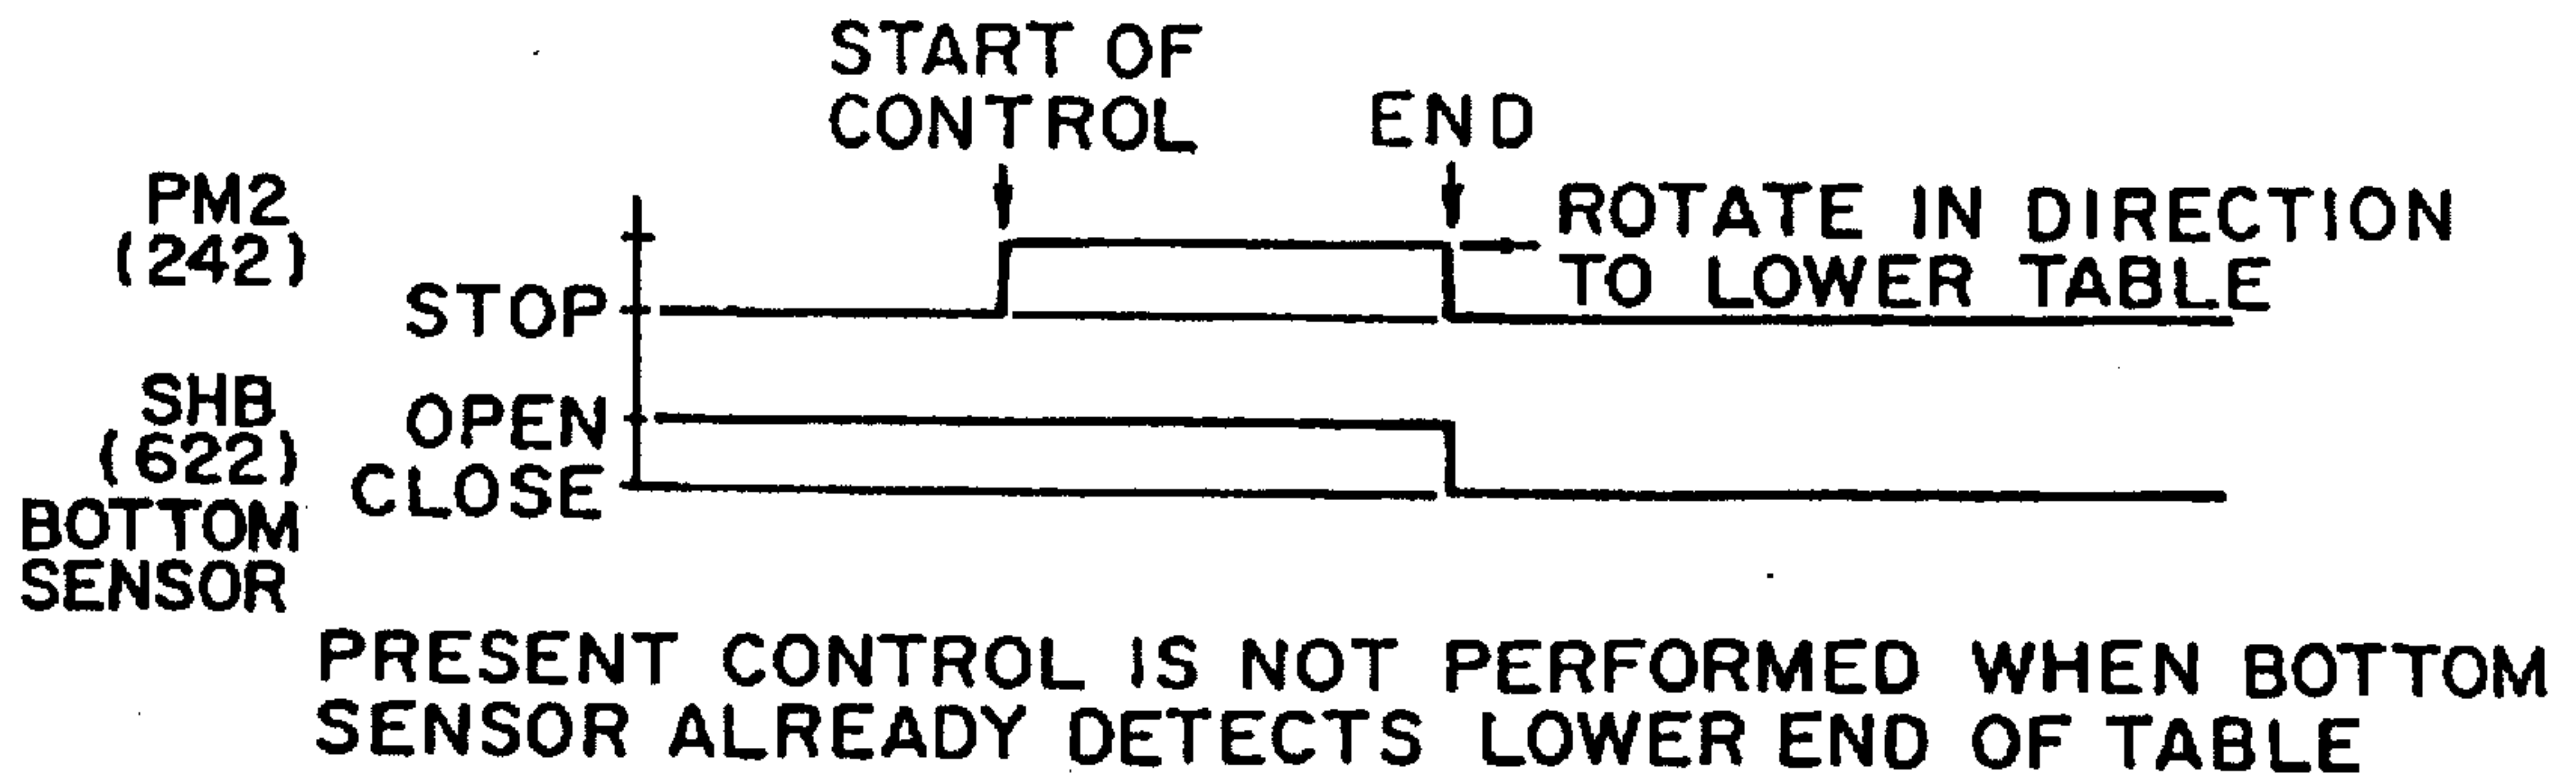 START OF
CONTROL
END
PM2
(242)
ROTATE IN DIRECTION
TO LOWER TABLE
STOP
SHB
(622)
BOTTOM
SENSOR
OPEN
CLOSE
PRESENT CONTROL IS NOT PERFORMED WHEN BOTTOM
SENSOR ALREADY DETECTS LOWER END OF TABLE